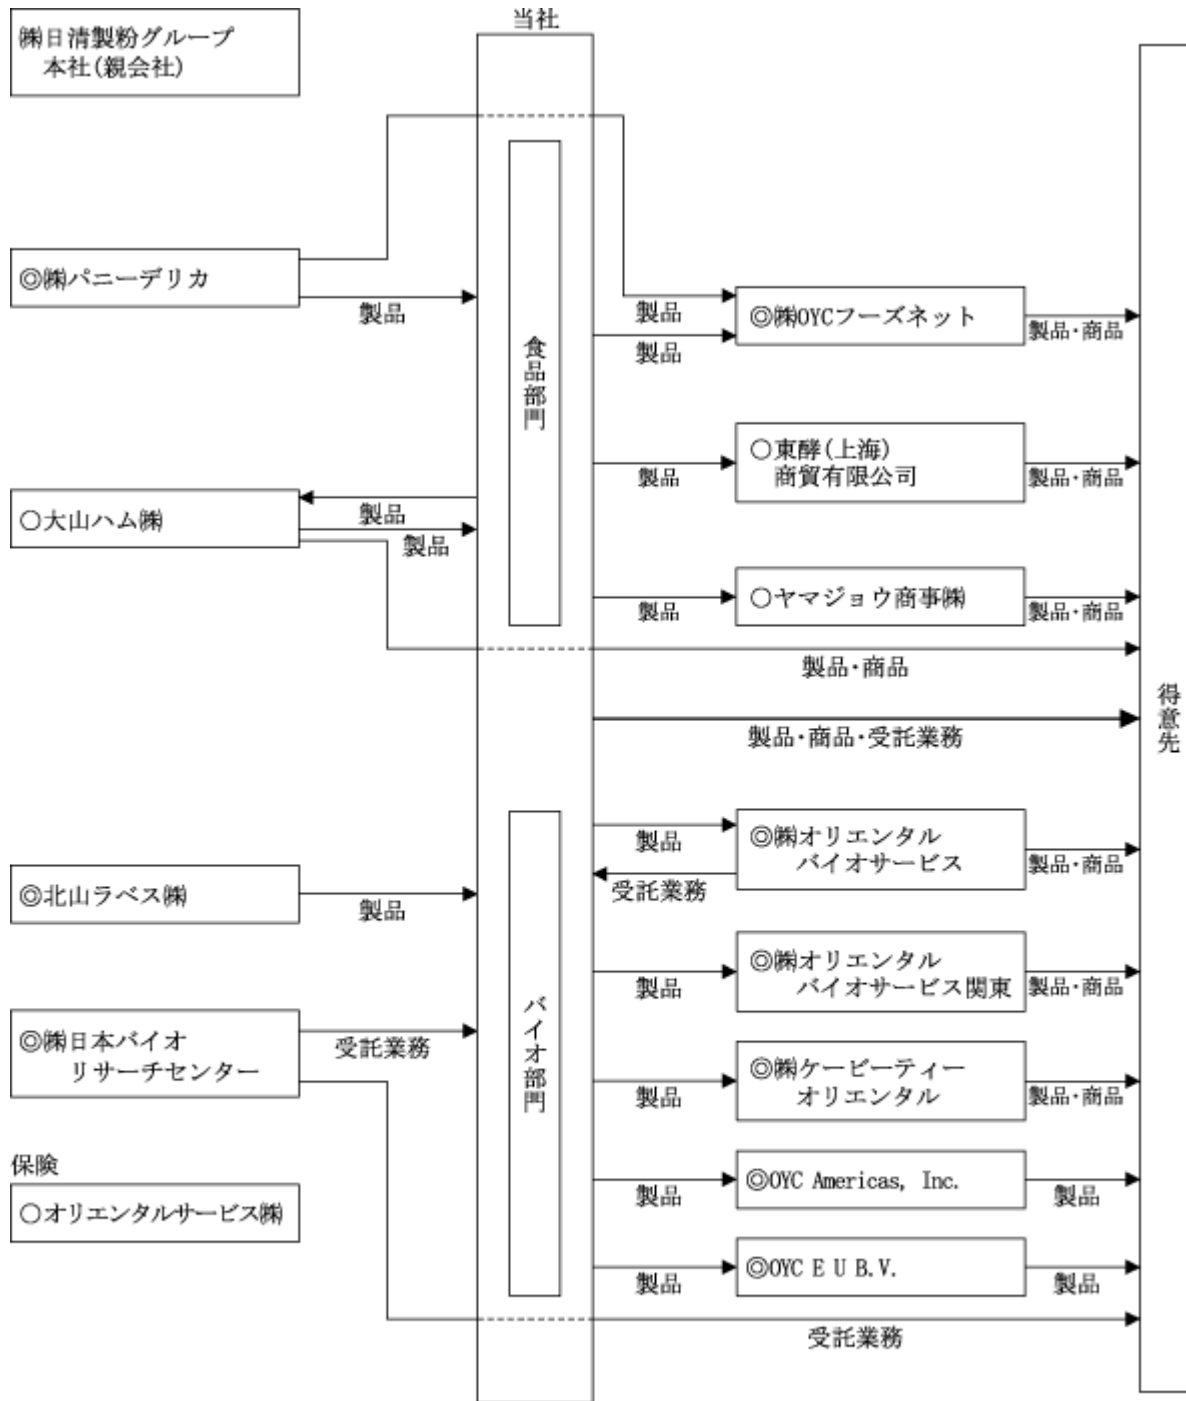 当社
㈱日清製粉グループ
本社(親会社)
◎㈱パニーデリカ
製品
製品
◎㈱OYCフーズネット
製品・商品
製品
食品部門
○東酵(上海)
商貿有限公司
製品
製品・商品
○大山ハム㈱
製品
製品
○ヤマジョウ商事㈱
製品
製品・商品
製品・商品
得意先
製品・商品・受託業務
◎㈱オリエンタル
バイオサービス
製品
製品・商品
受託業務
◎北山ラベス㈱
製品
◎㈱オリエンタル
バイオサービス関東
製品
製品・商品
バイオ部門
◎㈱日本バイオ
リサーチセンター
受託業務
◎㈱ケービーティー
オリエンタル
製品
製品・商品
保険
○オリエンタルサービス㈱
◎OYC Americas, Inc.
製品
製品
◎OYC E U B.V.
製品
製品
受託業務